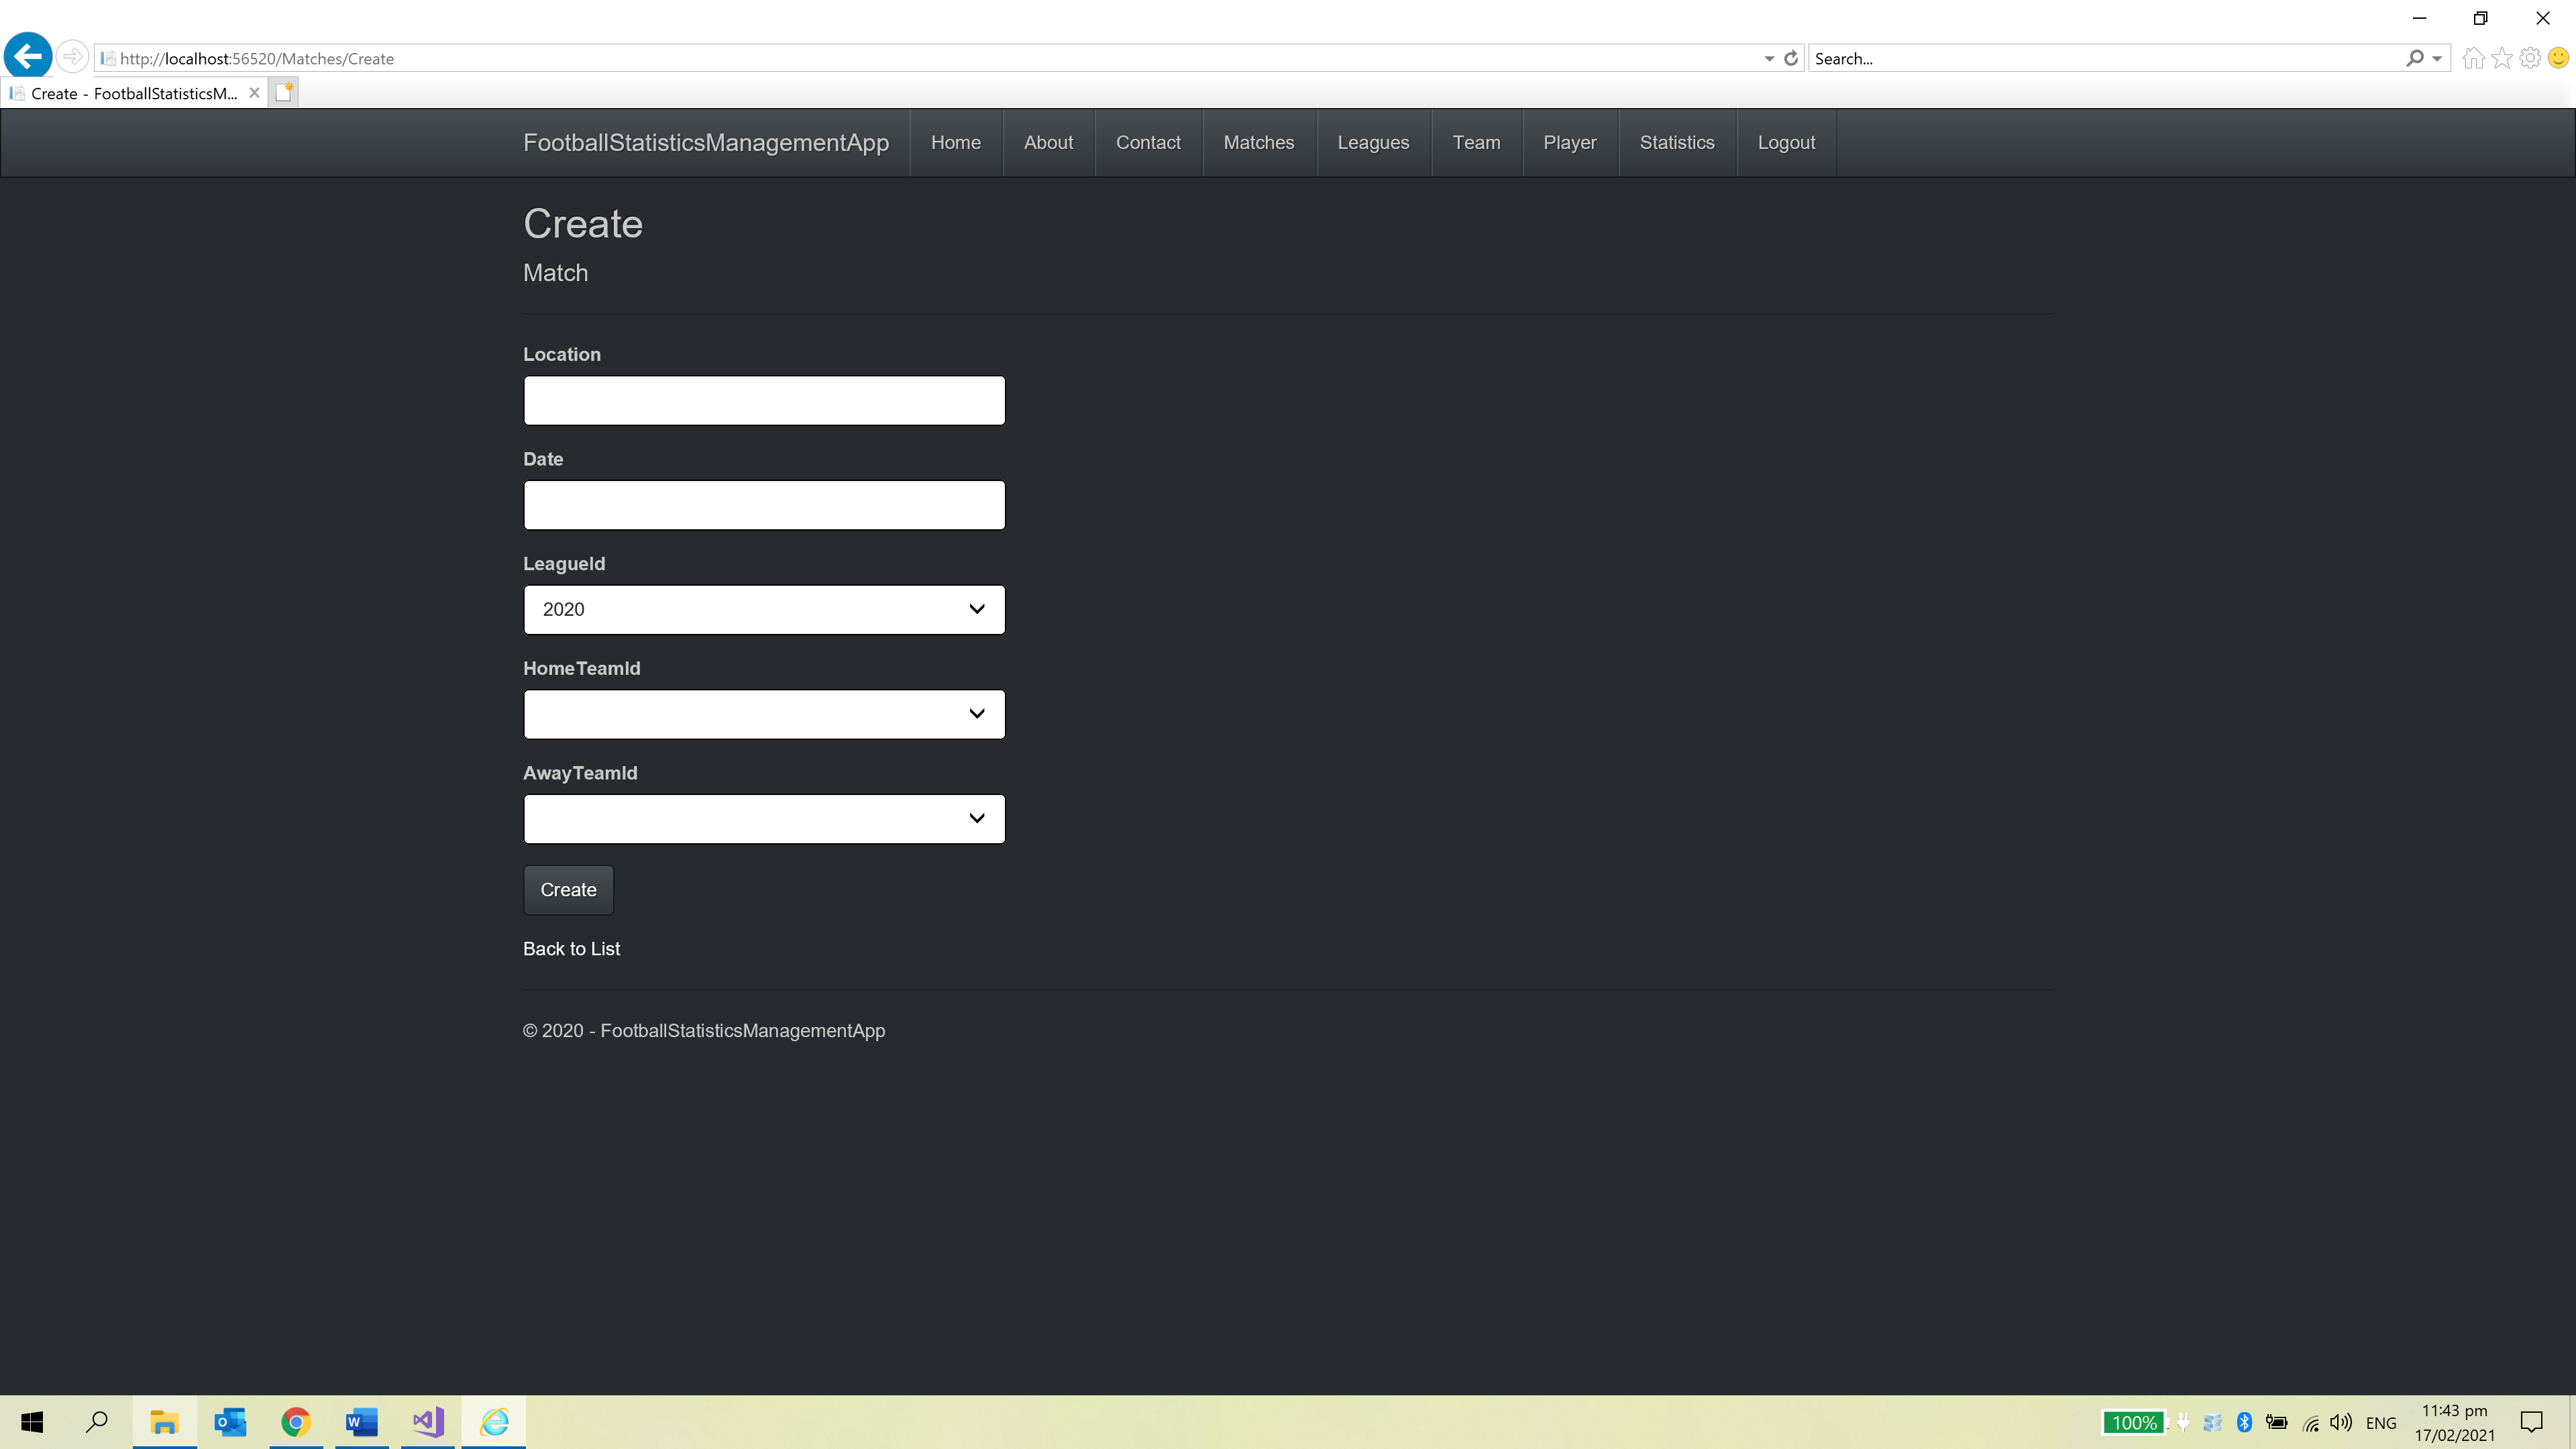 http://localhost:56520/Matches/Create
Search...
Create - FootballStatisticsM...
FootballStatisticsManagementApp Home About Contact Matches Leagues Team Player Statistics Logout
Create
Match
Location
Date
LeagueId
2020
HomeTeamId
AwayTeamId
Create
Back to List
© 2020 - FootballStatisticsManagementApp
100% ENG 11:43 pm
17/02/2021